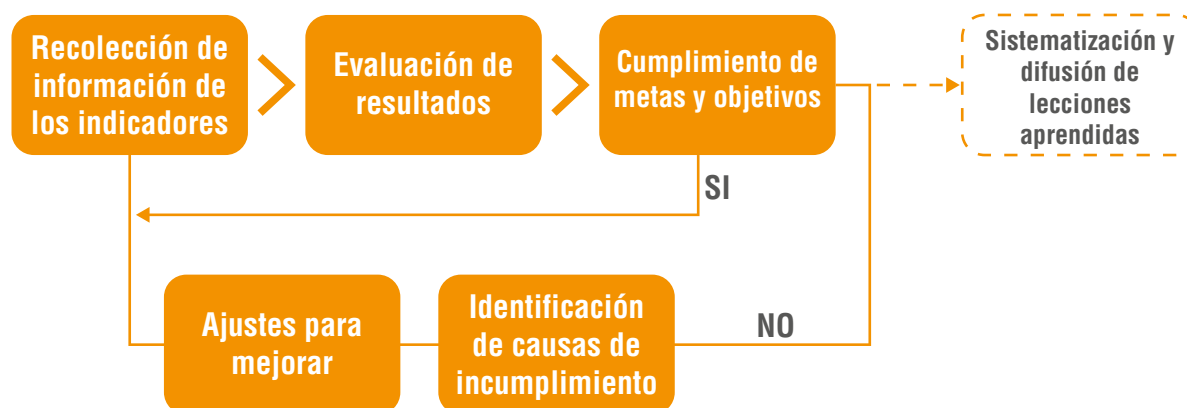 Recolección de
información de
los indicadores
Evaluación de
resultados
Cumplimiento de
metas y objetivos
Sistematización y
difusión de
lecciones
aprendidas
SI
Ajustes para
mejorar
Identificación
de causas de
incumplimiento
NO